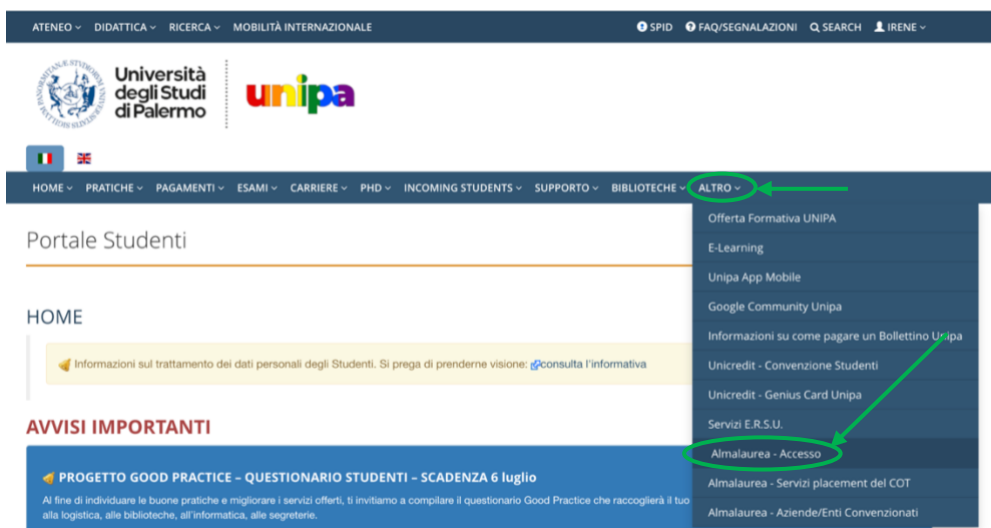 ATENEO DIDATTICA RICERCA MOBILITÀ INTERNAZIONALE SPID FAQ/SEGNALAZIONI SEARCH IRENE
Università
degli Studi
di Palermo
unipa
HOME PRATICHE PAGAMENTI ESAMI CARRIERE PHD INCOMING STUDENTS SUPPORTO BIBLIOTECHE ALTRO
Offerta Formativa UNIPA
E-Learning
Unipa App Mobile
Google Community Unipa
Informazioni su come pagare un Bollettino Unipa
Unicredit - Convenzione Studenti
Unicredit - Genius Card Unipa
Servizi E.R.S.U.
Almalaurea - Accesso
Almalaurea - Servizi placement del COT
Almalaurea - Aziende/Enti Convenzionati
Portale Studenti
HOME
Informazioni sul trattamento dei dati personali degli Studenti. Si prega di prenderne visione: consulta l'informativa
AVVISI IMPORTANTI
PROGETTO GOOD PRACTICE – QUESTIONARIO STUDENTI – SCADENZA 6 luglio
Al fine di individuare le buone pratiche e migliorare i servizi offerti, ti invitiamo a compilare il questionario Good Practice che raccoglierà il tuo
alla logistica, alle biblioteche, all'informatica, alle segreterie.